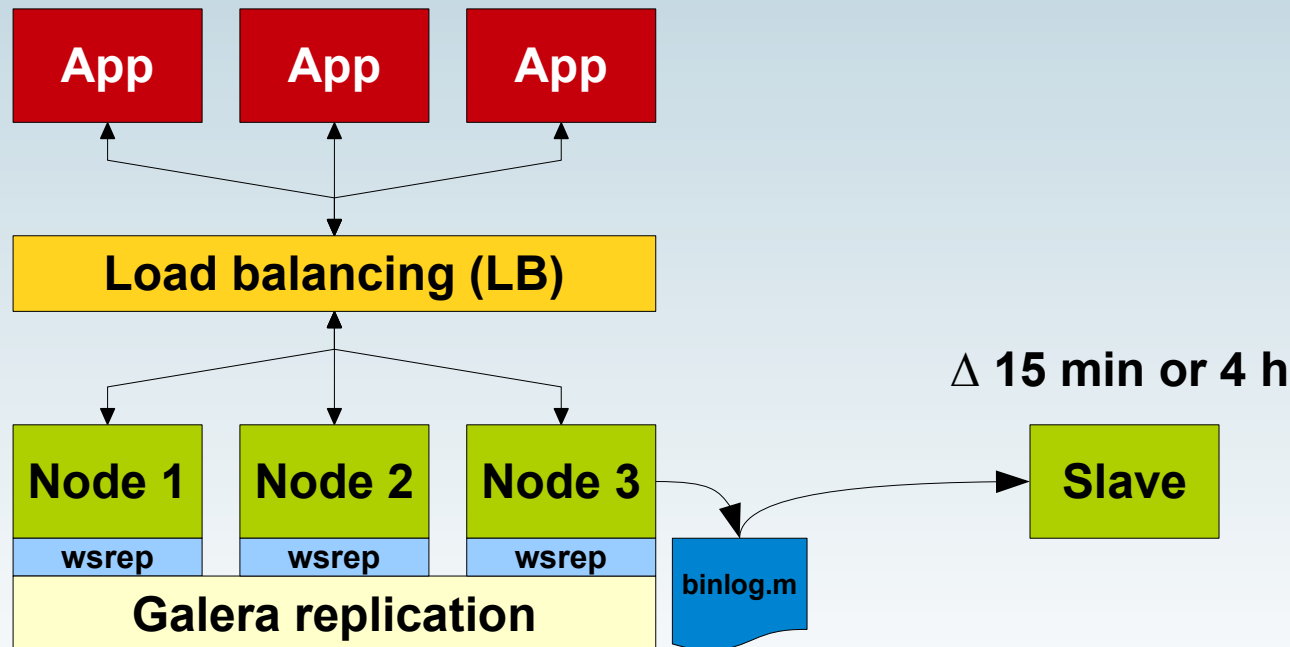 App App App
Load balancing (LB)
Δ 15 min or 4 h
Node 1 Node 2 Node 3 Slave
wsrep wsrep wsrep
binlog.m
Galera replication